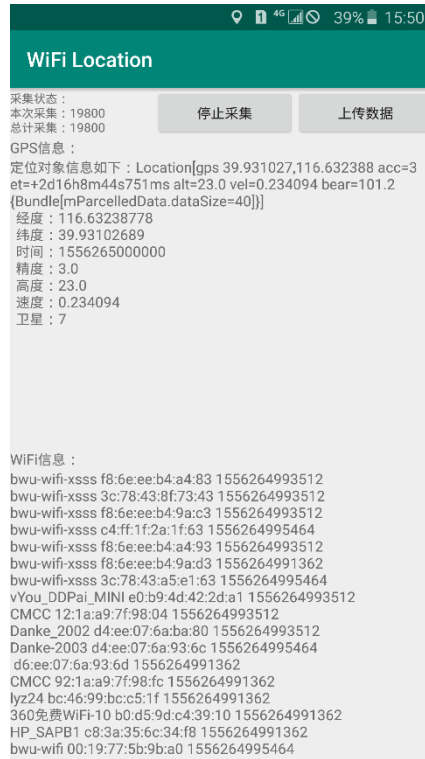 4G 39% 15:50
WiFi Location
采集状态：
本次采集：19800
总计采集：19800
停止采集
上传数据
GPS信息：
定位对象信息如下：Location[gps 39.931027,116.632388 acc=3
et=+2d16h8m44s751ms alt=23.0 vel=0.234094 bear=101.2
{Bundle[mParcelledData.dataSize=40]}]
经度：116.63238778
纬度：39.93102689
时间：1556265000000
精度：3.0
高度：23.0
速度：0.234094
卫星：7
WiFi信息：
bwu-wifi-xsss f8:6e:ee:b4:a4:83 1556264993512
bwu-wifi-xsss 3c:78:43:8f:73:43 1556264993512
bwu-wifi-xsss f8:6e:ee:b4:9a:c3 1556264993512
bwu-wifi-xsss c4:ff:1f:2a:1f:63 1556264995464
bwu-wifi-xsss f8:6e:ee:b4:a4:93 1556264993512
bwu-wifi-xsss f8:6e:ee:b4:9a:d3 1556264991362
bwu-wifi-xsss 3c:78:43:a5:e1:63 1556264995464
vYou_DDPai_MINI e0:b9:4d:42:2d:a1 1556264993512
CMCC 12:1a:a9:7f:98:04 1556264993512
Danke_2002 d4:ee:07:6a:ba:80 1556264993512
Danke-2003 d4:ee:07:6a:93:6c 1556264995464
d6:ee:07:6a:93:6d 1556264991362
CMCC 92:1a:a9:7f:98:fc 1556264991362
lyz24 bc:46:99:bc:c5:1f 1556264991362
360免费WiFi-10 b0:d5:9d:c4:39:10 1556264991362
HP_SAPB1 c8:3a:35:6c:34:f8 1556264991362
bwu-wifi 00:19:77:5b:9b:a0 1556264995464